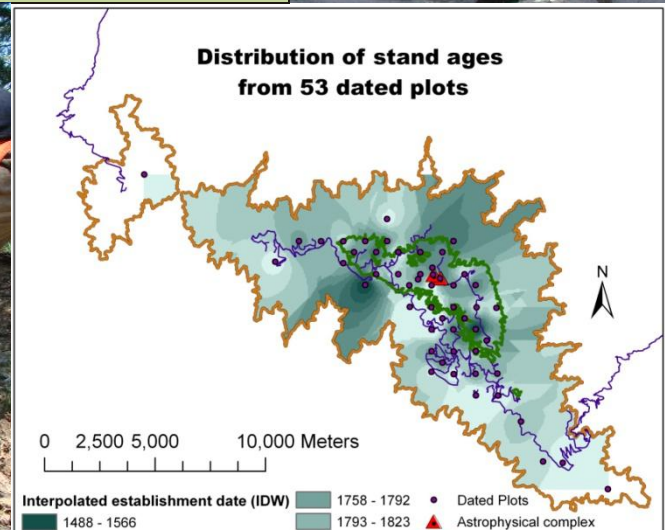 Distribution of stand ages
from 53 dated plots
N
0 2,500 5,000 10,000 Meters
Interpolated establishment date (IDW)
1488 - 1566
1758 - 1792
1793 - 1823
Dated Plots
Astrophysical complex